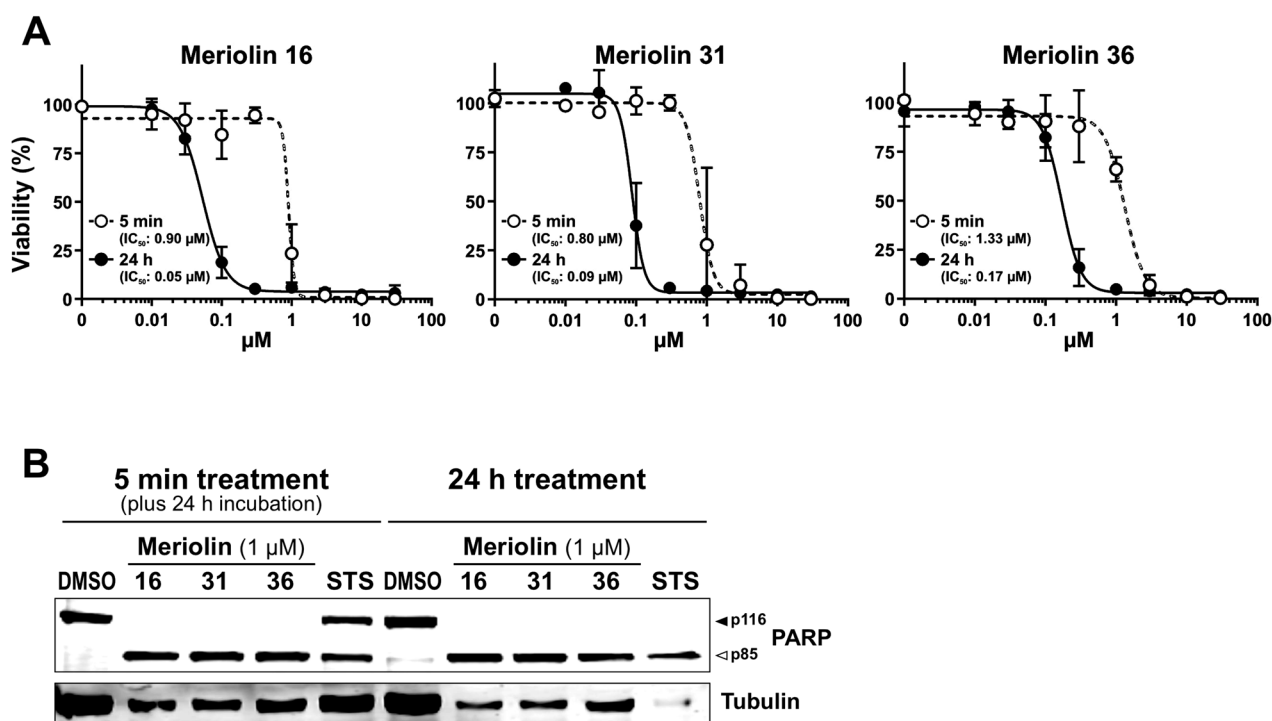 A
Meriolin 16
Meriolin 31
Meriolin 36
Viability (%)
100
75
50
25
0
5 min
(IC₅₀: 0.90 µM)
24 h
(IC₅₀: 0.05 µM)
0 0.01 0.1 1 10 100
µM
100
75
50
25
0
5 min
(IC₅₀: 0.80 µM)
24 h
(IC₅₀: 0.09 µM)
0 0.01 0.1 1 10 100
µM
100
75
50
25
0
5 min
(IC₅₀: 1.33 µM)
24 h
(IC₅₀: 0.17 µM)
0 0.01 0.1 1 10 100
µM
B
5 min treatment 24 h treatment
(plus 24 h incubation)
Meriolin (1 µM) Meriolin (1 µM)
DMSO 16 31 36 STS DMSO 16 31 36 STS
p116
PARP
p85
Tubulin